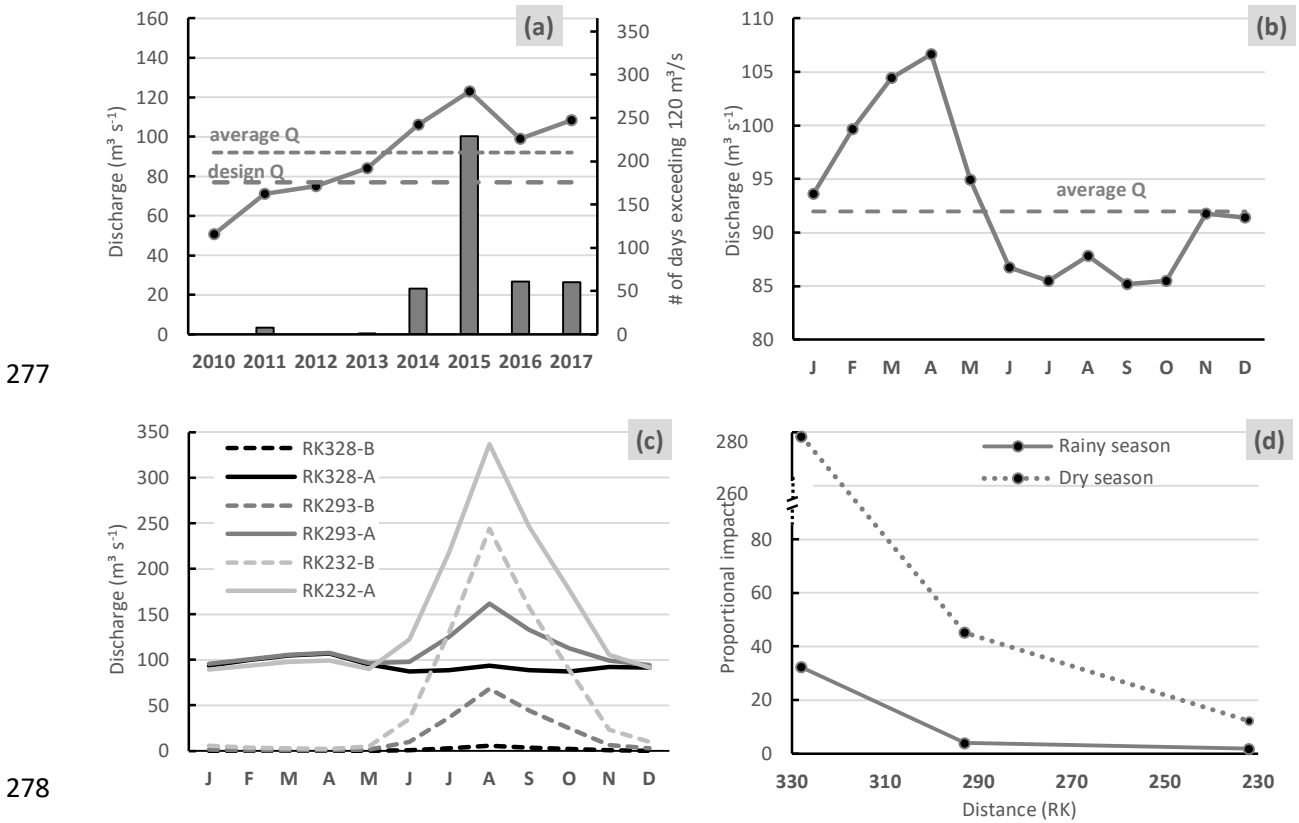 (a)
160
140
120
100
80
60
40
20
0
Discharge (m³ s⁻¹)
average Q
design Q
350
300
250
200
150
100
50
0
# of days exceeding 120 m³/s
2010 2011 2012 2013 2014 2015 2016 2017
(b)
110
105
100
95
90
85
80
Discharge (m³ s⁻¹)
average Q
J F M A M J J A S O N D
277
(c)
350
300
250
200
150
100
50
0
Discharge (m³ s⁻¹)
RK328-B
RK328-A
RK293-B
RK293-A
RK232-B
RK232-A
J F M A M J J A S O N D
(d)
280
260
80
60
40
20
0
Proportional impact
Rainy season
Dry season
330 310 290 270 250 230
Distance (RK)
278